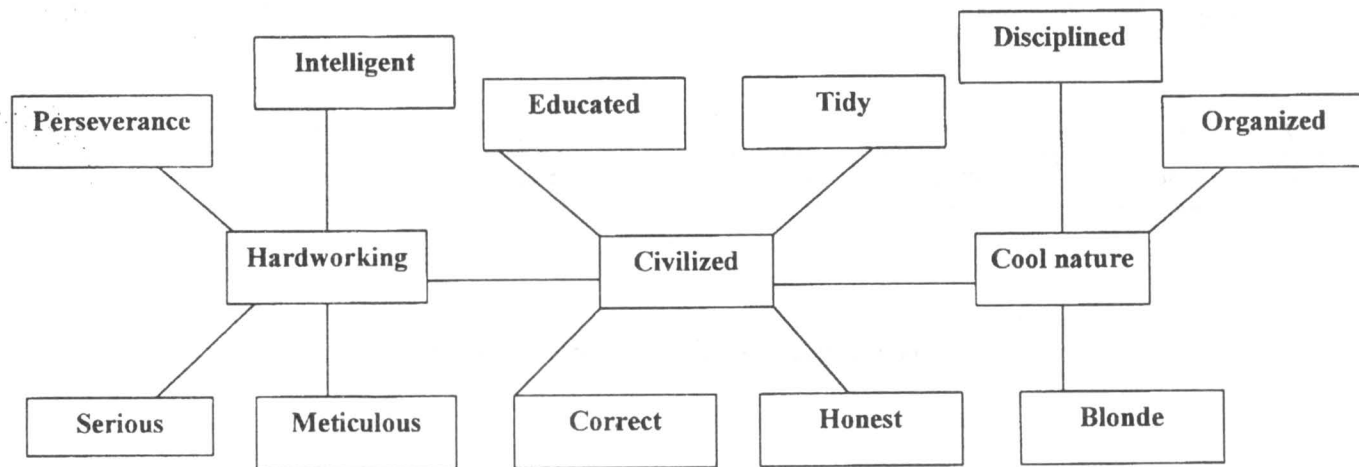 Disciplined
Intelligent
Educated
Tidy
Perseverance
Organized
Hardworking
Civilized
Cool nature
Serious
Meticulous
Correct
Honest
Blonde